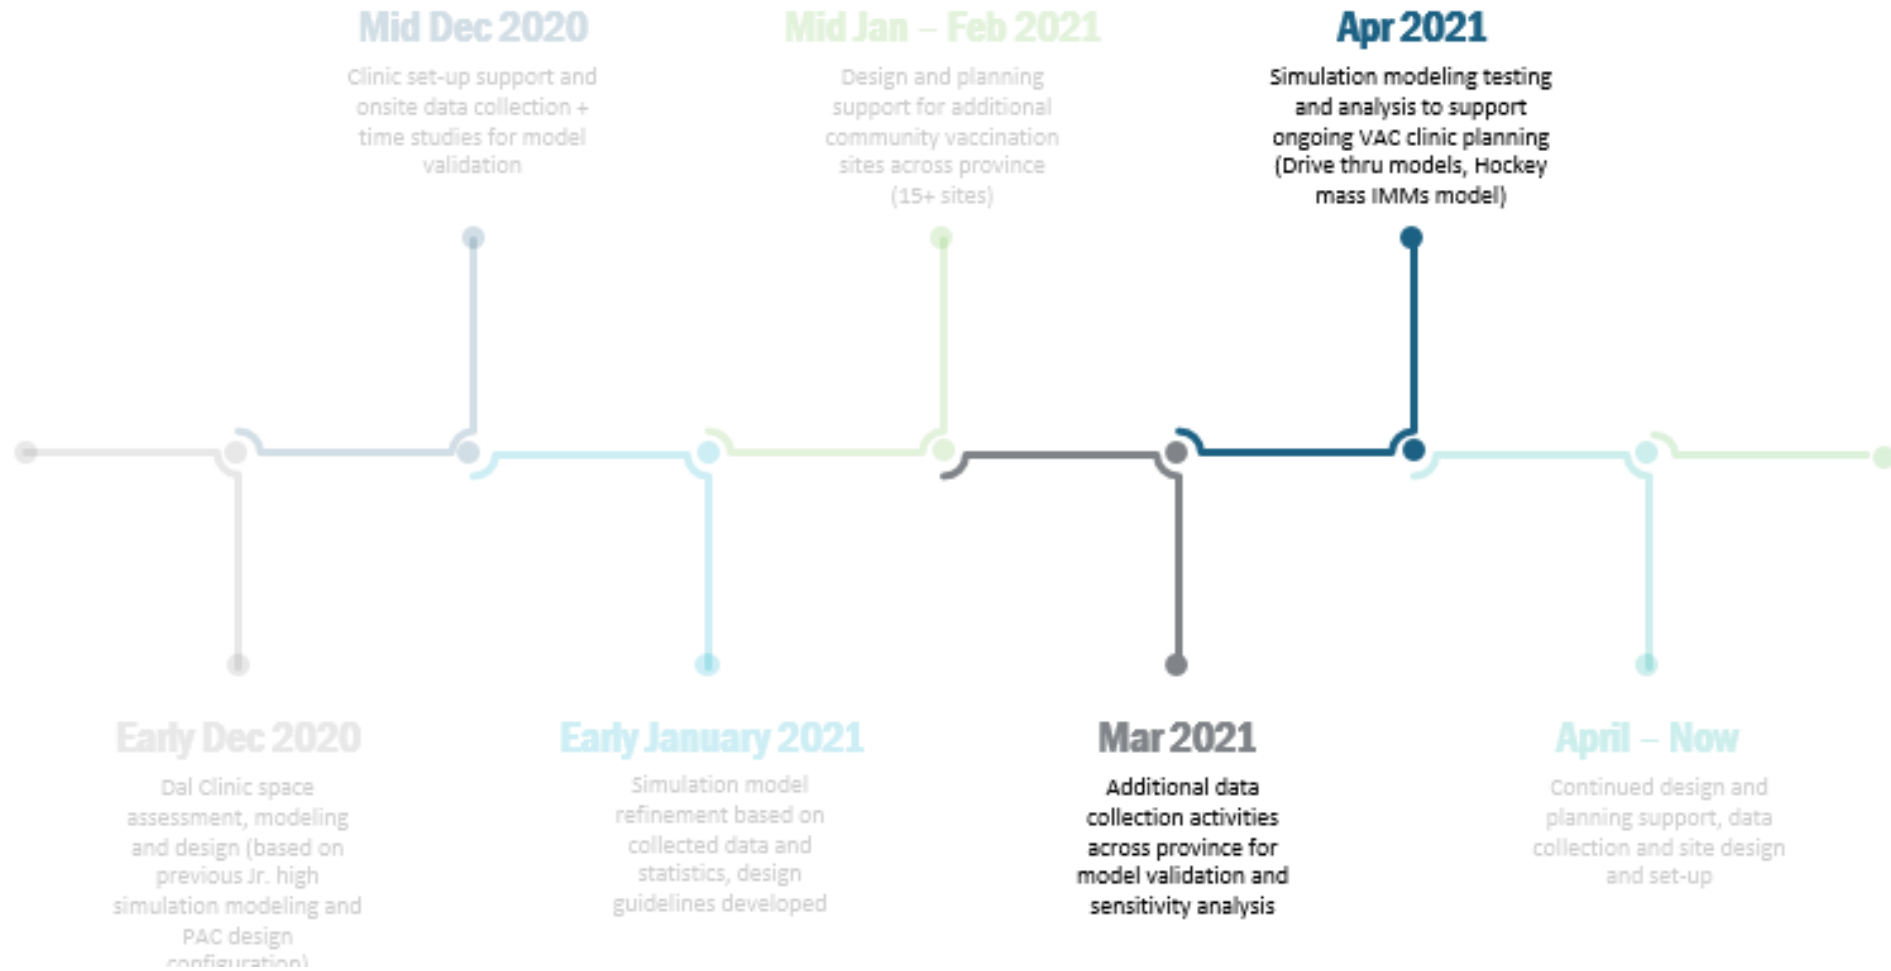 Mid Dec 2020
Clinic set-up support and
onsite data collection +
time studies for model
validation
Mid Jan – Feb 2021
Design and planning
support for additional
community vaccination
sites across province
(15+ sites)
Apr 2021
Simulation modeling testing
and analysis to support
ongoing VAC clinic planning
(Drive thru models, Hockey
mass IMMs model)
Early Dec 2020
Dal Clinic space
assessment, modeling
and design (based on
previous Jr. high
simulation modeling and
PAC design
configuration)
Early January 2021
Simulation model
refinement based on
collected data and
statistics, design
guidelines developed
Mar 2021
Additional data
collection activities
across province for
model validation and
sensitivity analysis
April – Now
Continued design and
planning support, data
collection and site design
and set-up